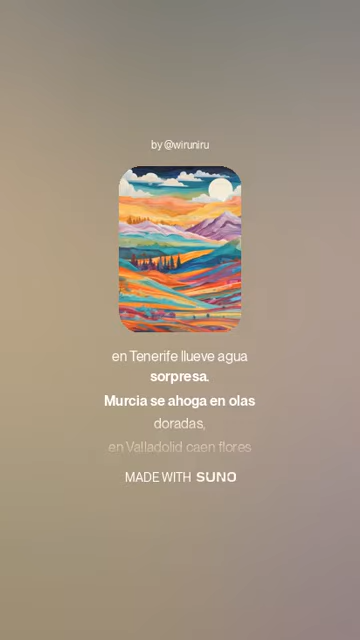 by @wiruniru
en Tenerife llueve agua
sorpresa.
Murcia se ahoga en olas
doradas,
en Valladolid caen flores
MADE WITH SUNO